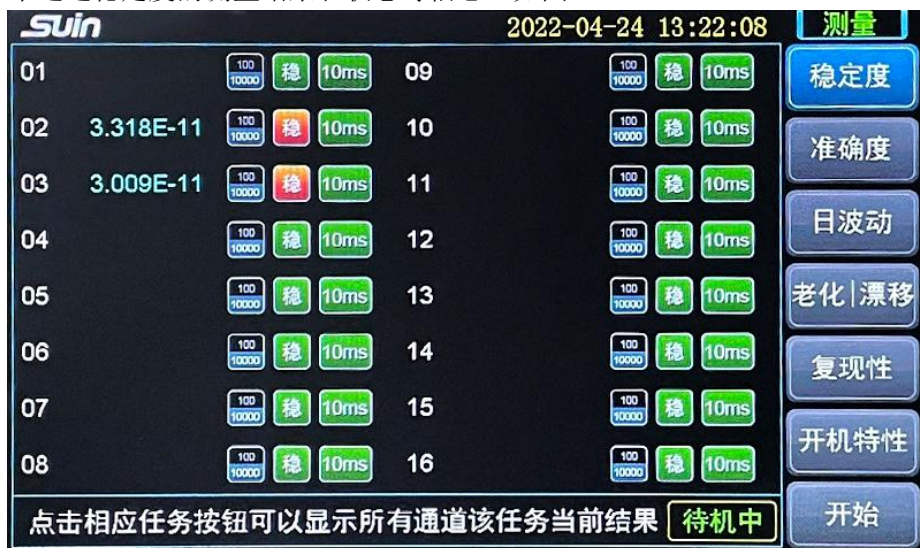 SUin 2022-04-24 13:22:08 测量
01 100 10000 稳 10ms 09 100 10000 稳 10ms 稳定度
02 3.318E-11 100 10000 稳 10ms 10 100 10000 稳 10ms 准确度
03 3.009E-11 100 10000 稳 10ms 11 100 10000 稳 10ms 日波动
04 100 10000 稳 10ms 12 100 10000 稳 10ms
05 100 10000 稳 10ms 13 100 10000 稳 10ms 老化|漂移
06 100 10000 稳 10ms 14 100 10000 稳 10ms 复现性
07 100 10000 稳 10ms 15 100 10000 稳 10ms 开机特性
08 100 10000 稳 10ms 16 100 10000 稳 10ms
点击相应任务按钮可以显示所有通道该任务当前结果 待机中 开始